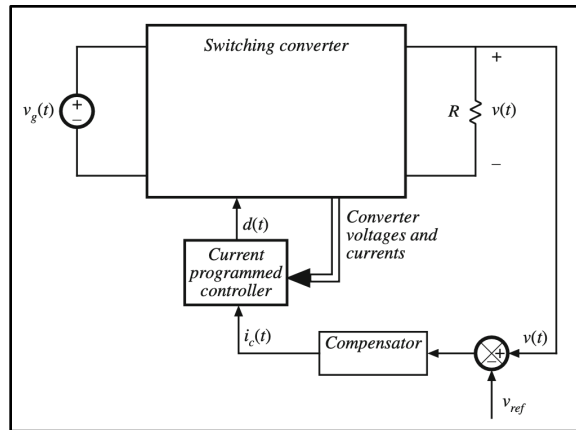 Switching converter
+
v_g(t)
+
−
R
v(t)
−
d(t)
Converter
voltages and
currents
Current
programmed
controller
i_c(t)
Compensator
+
−
v(t)
v_ref